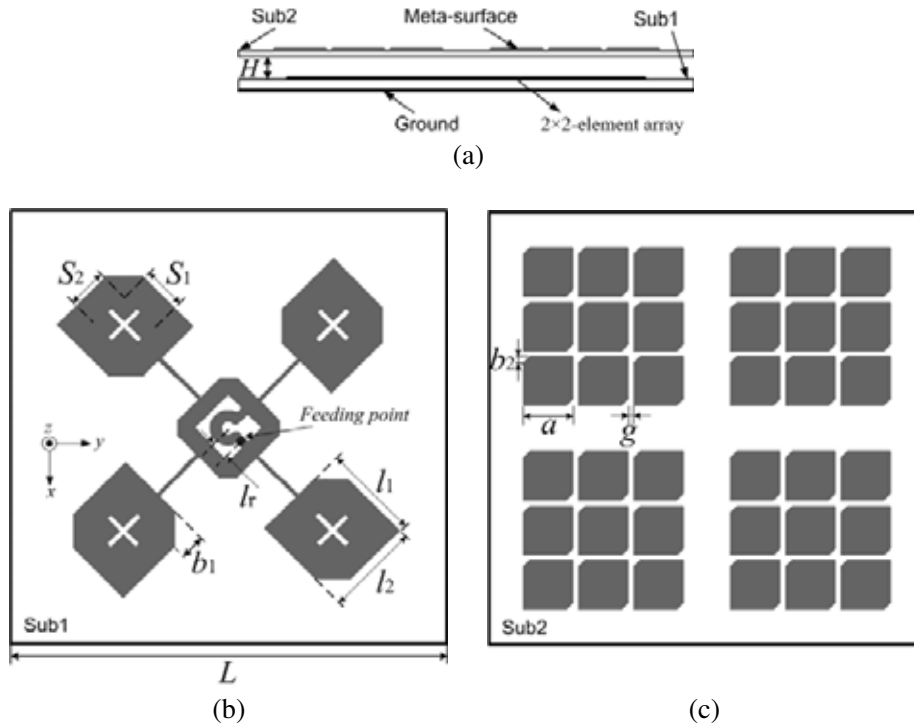 Sub2 Meta-surface Sub1
H
Ground 2×2-element array
(a)
S2 S1
Feeding point
z y
x
lr l1
b1 l2
Sub1
L
(b)
b2
a g
Sub2
(c)